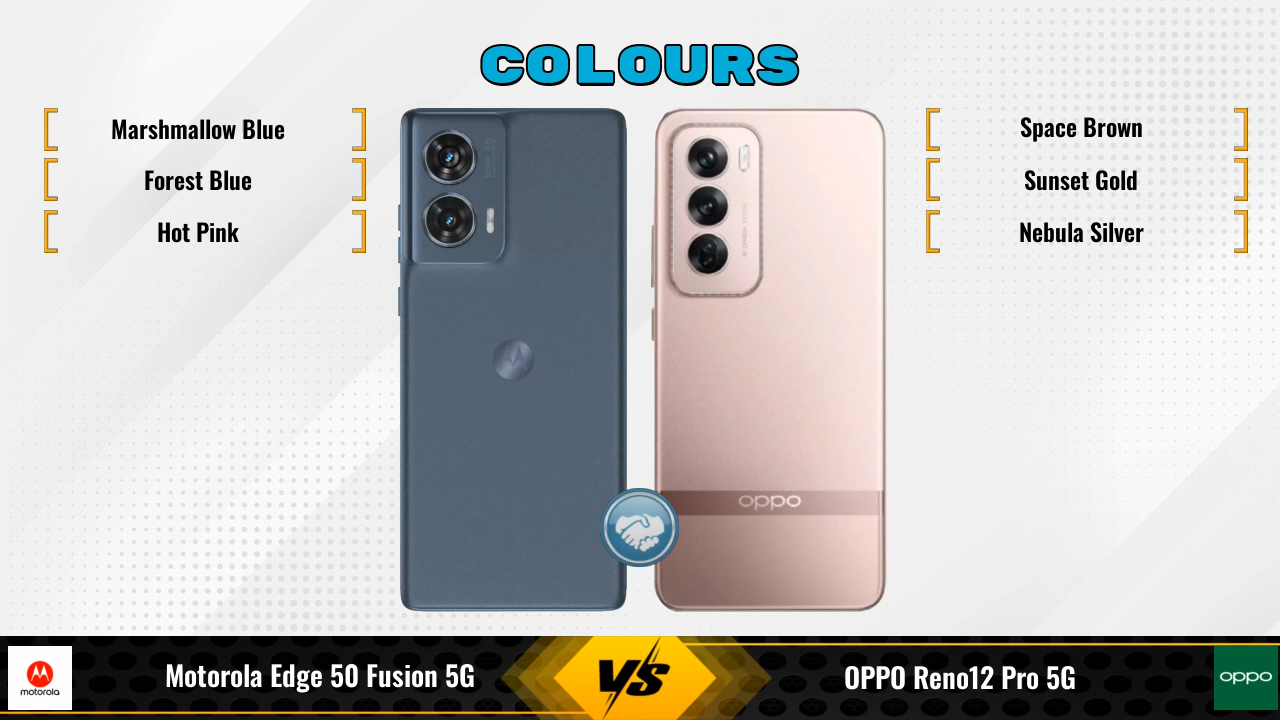 COLOURS
Marshmallow Blue
Forest Blue
Hot Pink
Space Brown
Sunset Gold
Nebula Silver
oppo
Motorola Edge 50 Fusion 5G
VS
OPPO Reno12 Pro 5G
motorola
oppo